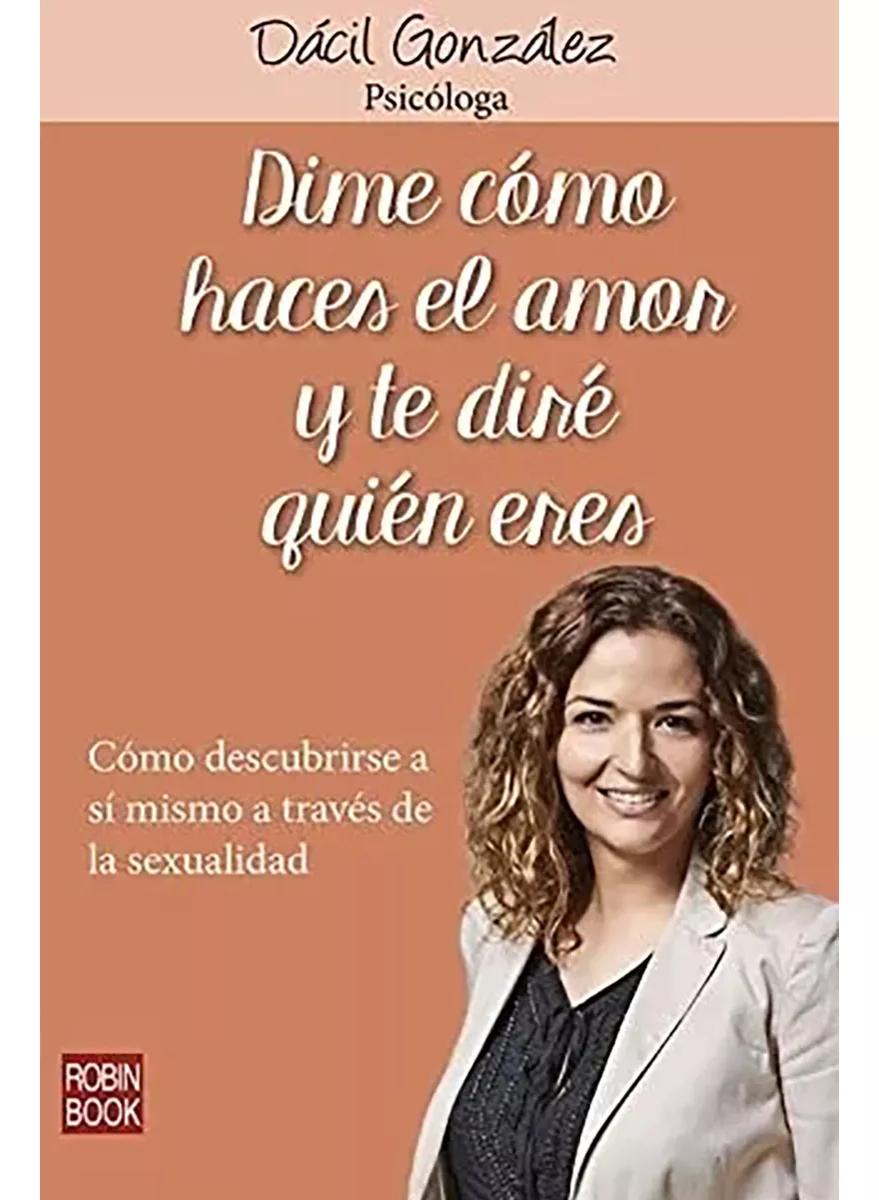 Dácil González
Psicóloga
Dime cómo
haces el amor
y te diré
quién eres
Cómo descubrirse a
sí mismo a través de
la sexualidad
ROBIN
BOOK